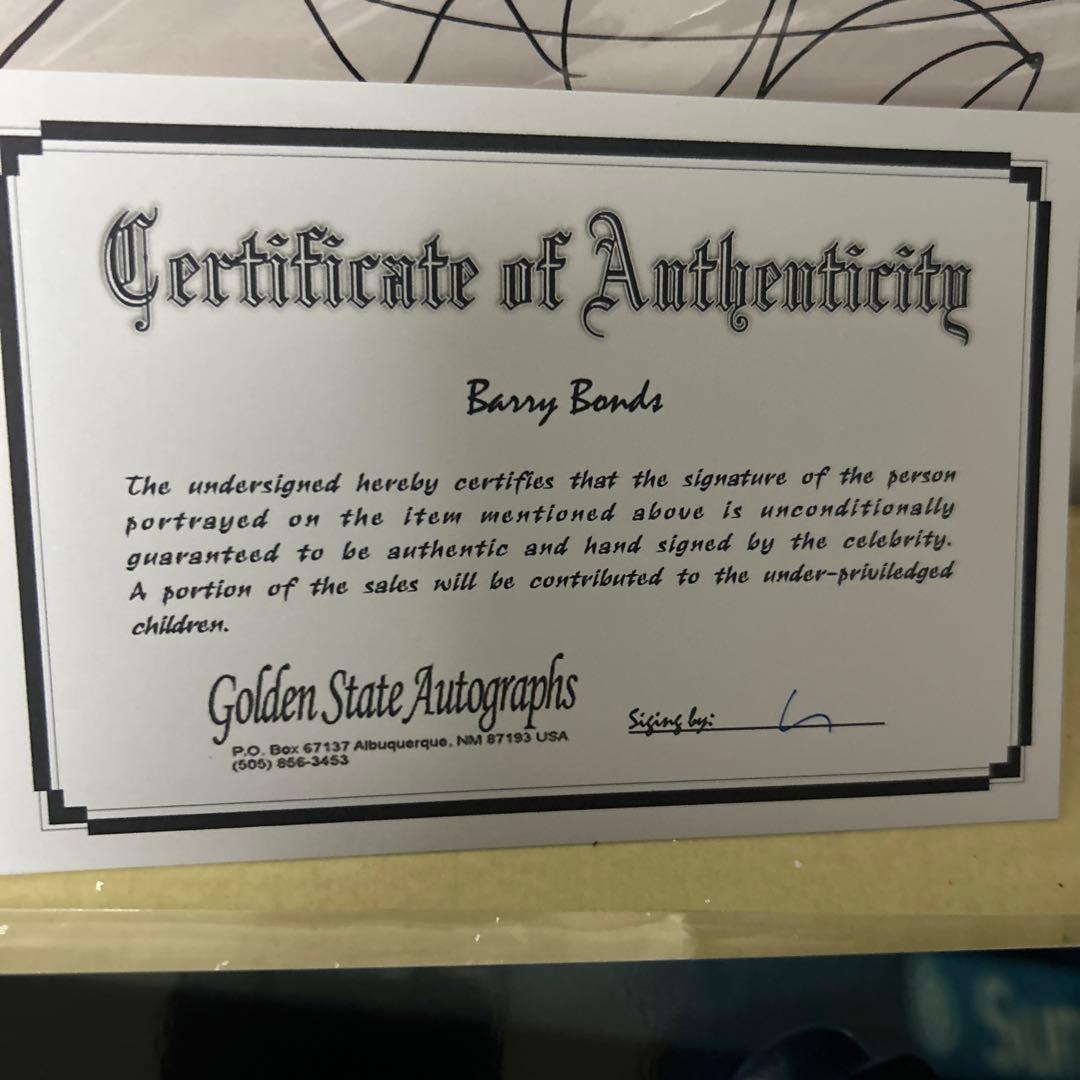 Certificate of Authenticity
Barry Bonds
The undersigned hereby certifies that the signature of the person
portrayed on the item mentioned above is unconditionally
guaranteed to be authentic and hand signed by the celebrity.
A portion of the sales will be contributed to the under-priviledged
children.
Golden State Autographs
P.O. Box 67137 Albuquerque, NM 87193 USA
(505) 856-3453
Siging by: